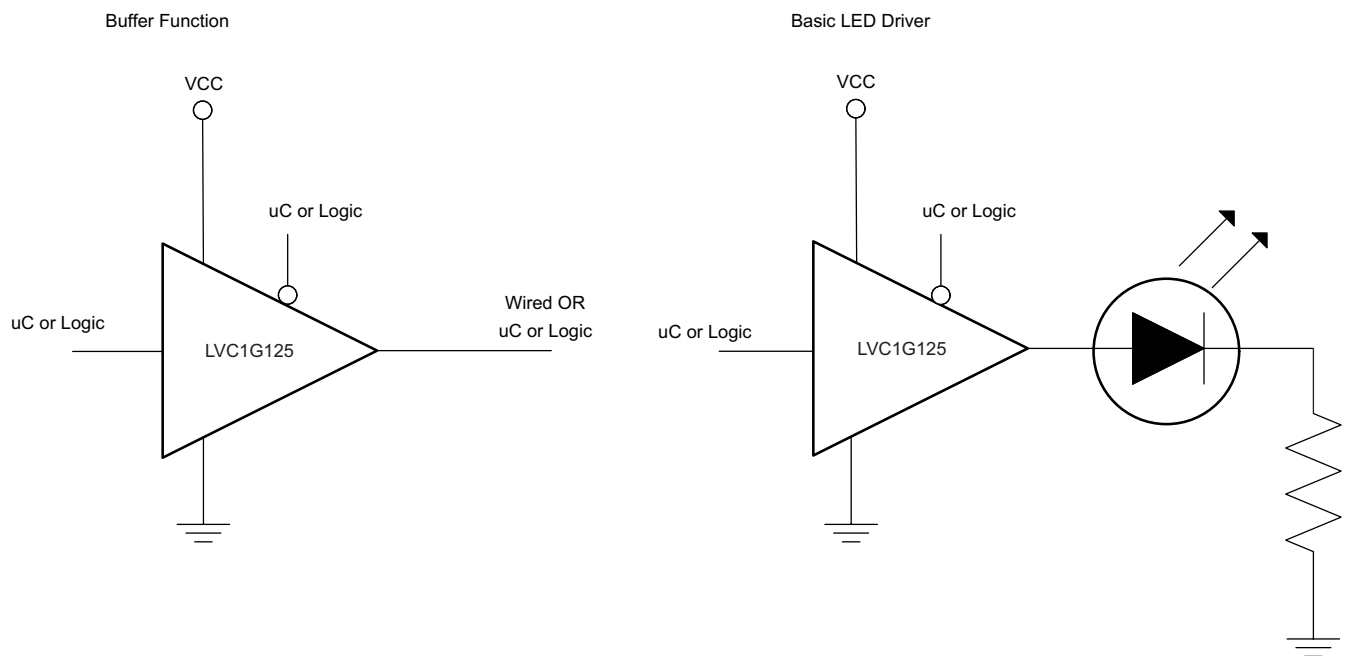 Buffer Function
VCC
uC or Logic
uC or Logic
LVC1G125
Wired OR
uC or Logic
Basic LED Driver
VCC
uC or Logic
uC or Logic
LVC1G125